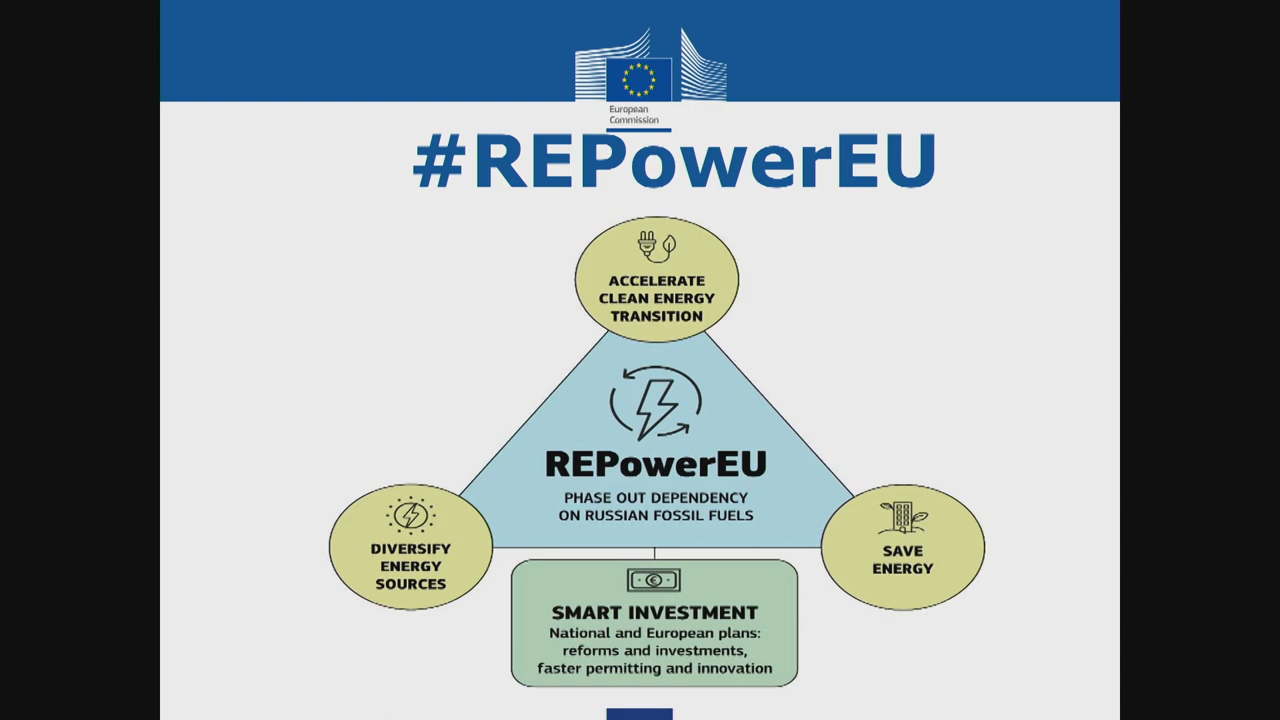 European
Commission
#REPowerEU
ACCELERATE
CLEAN ENERGY
TRANSITION
REPowerEU
PHASE OUT DEPENDENCY
ON RUSSIAN FOSSIL FUELS
DIVERSIFY
ENERGY
SOURCES
SAVE
ENERGY
SMART INVESTMENT
National and European plans:
reforms and investments,
faster permitting and innovation